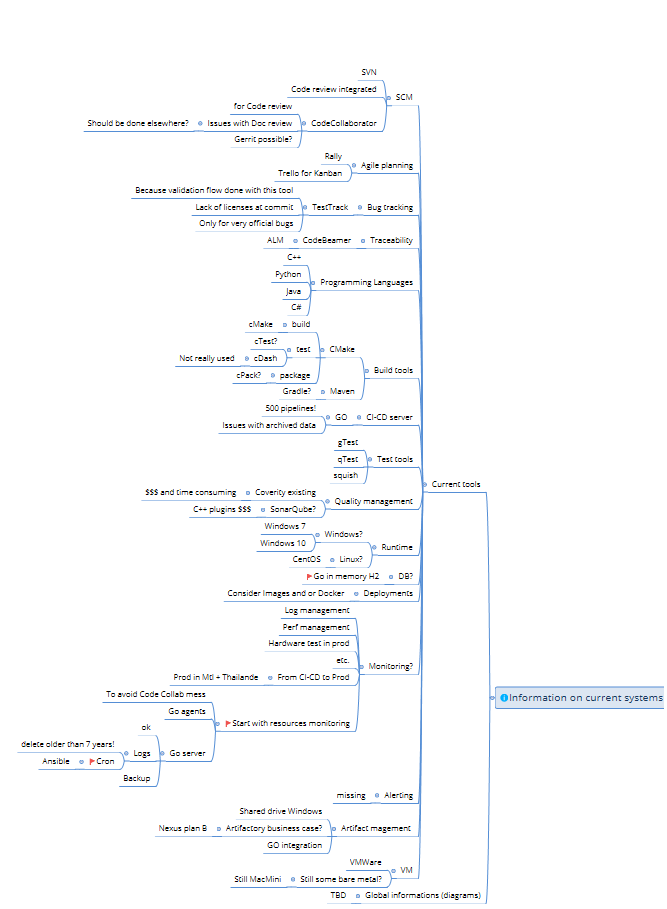 SVN
Code review integrated
SCM
for Code review
Should be done elsewhere? Issues with Doc review CodeCollaborator
Gerrit possible?
Rally
Agile planning
Trello for Kanban
Because validation flow done with this tool
Lack of licenses at commit TestTrack Bug tracking
Only for very official bugs
ALM CodeBeamer Traceability
C++
Python
Programming Languages
Java
C#
cMake build
cTest?
test CMake
Not really used cDash
Build tools
cPack? package
Gradle? Maven
500 pipelines!
GO CI-CD server
Issues with archived data
gTest
qTest Test tools
squish
Current tools
$$$ and time consuming Coverity existing
Quality management
C++ plugins $$$ SonarQube?
Windows 7
Windows?
Windows 10
Runtime
CentOS Linux?
Go in memory H2 DB?
Consider Images and or Docker Deployments
Log management
Perf management
Hardware test in prod
etc.
Monitoring?
Prod in Mtl + Thailande From CI-CD to Prod
To avoid Code Collab mess
Information on current systems
Go agents
Start with resources monitoring
ok
delete older than 7 years!
Logs Go server
Ansible Cron
Backup
missing Alerting
Shared drive Windows
Nexus plan B Artifactory business case? Artifact magement
GO integration
VMWare
VM
Still MacMini Still some bare metal?
TBD Global informations (diagrams)